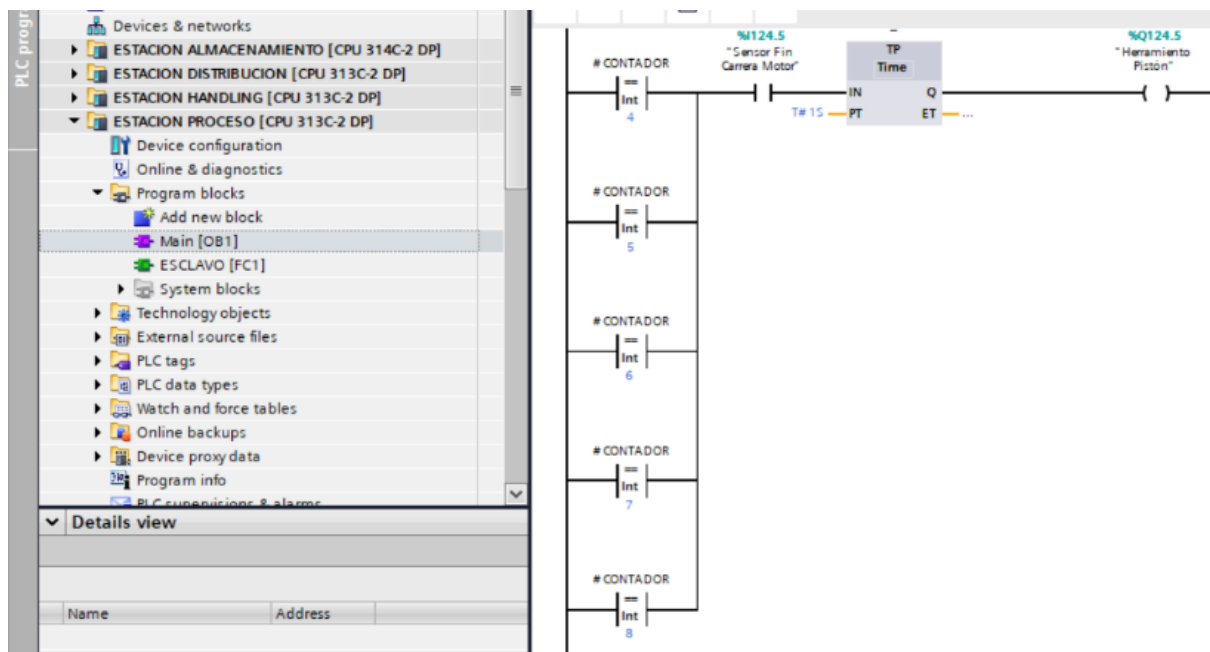 PLC progr
Devices & networks
ESTACION ALMACENAMIENTO [CPU 314C-2 DP]
ESTACION DISTRIBUCION [CPU 313C-2 DP]
ESTACION HANDLING [CPU 313C-2 DP]
ESTACION PROCESO [CPU 313C-2 DP]
Device configuration
Online & diagnostics
Program blocks
Add new block
Main [OB1]
ESCLAVO [FC1]
System blocks
Technology objects
External source files
PLC tags
PLC data types
Watch and force tables
Online backups
Device proxy data
Program info
PLC supervisions & alarms
Details view
Name Address
#CONTADOR
==
Int
4
%I124.5
"Sensor Fin
Carrera Motor"
TP
Time
IN Q
T#1S PT ET ...
%Q124.5
"Herramiento
Pistón"
#CONTADOR
==
Int
5
#CONTADOR
==
Int
6
#CONTADOR
==
Int
7
#CONTADOR
==
Int
8